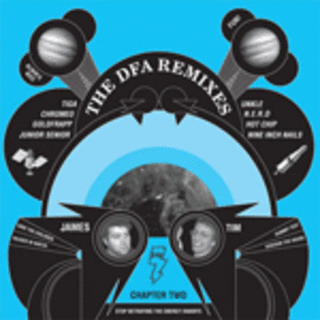 THE DFA REMIXES
TIGA
CHROMEO
GOLDFRAPP
JUNIOR SENIOR
UNKLE
N.E.R.D
HOT CHIP
NINE INCH NAILS
JAMES
TIM
CHAPTER TWO
STOP BETRAYING THE ENERGY KNIGHTS